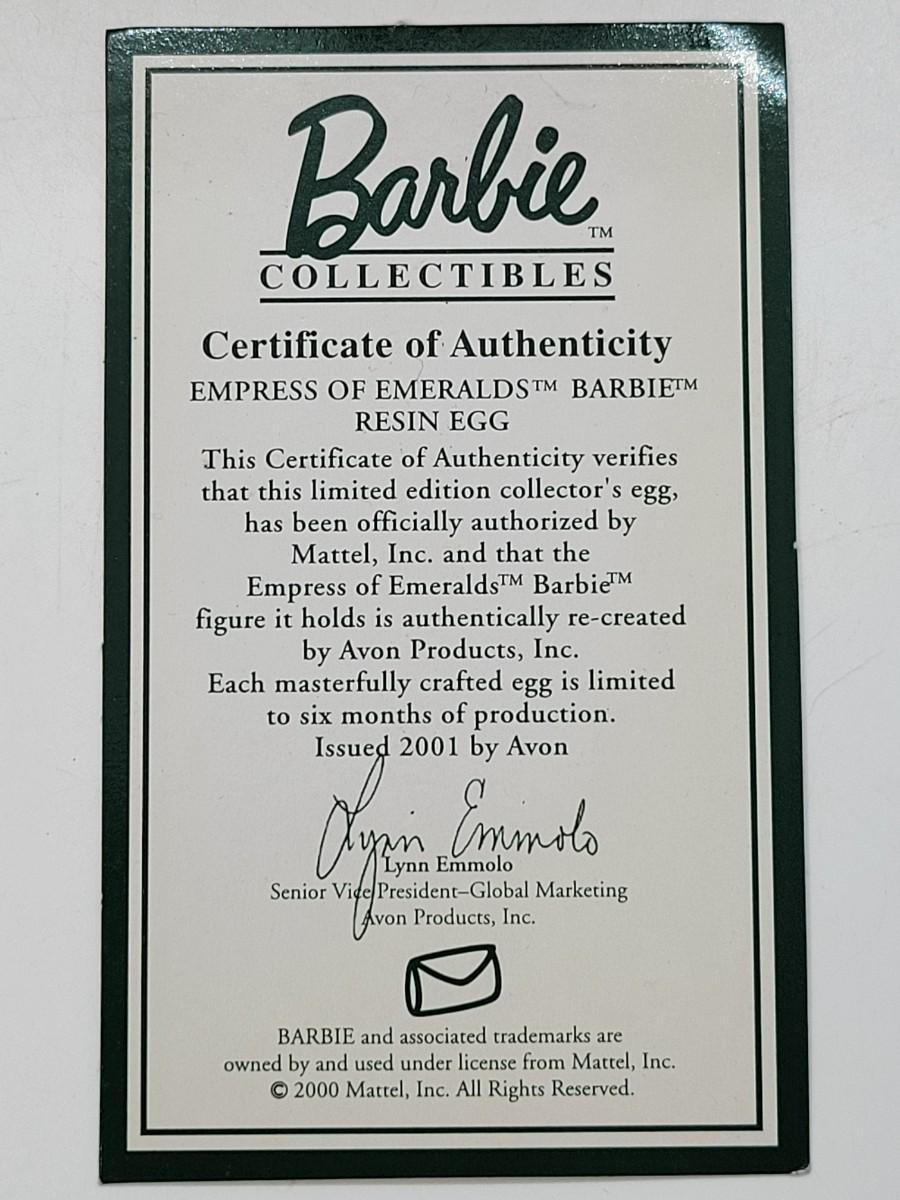 Barbie™
COLLECTIBLES
Certificate of Authenticity
EMPRESS OF EMERALDS™ BARBIE™
RESIN EGG
This Certificate of Authenticity verifies
that this limited edition collector's egg,
has been officially authorized by
Mattel, Inc. and that the
Empress of Emeralds™ Barbie™
figure it holds is authentically re-created
by Avon Products, Inc.
Each masterfully crafted egg is limited
to six months of production.
Issued 2001 by Avon
Lynn Emmolo
Lynn Emmolo
Senior Vice President–Global Marketing
Avon Products, Inc.
BARBIE and associated trademarks are
owned by and used under license from Mattel, Inc.
© 2000 Mattel, Inc. All Rights Reserved.